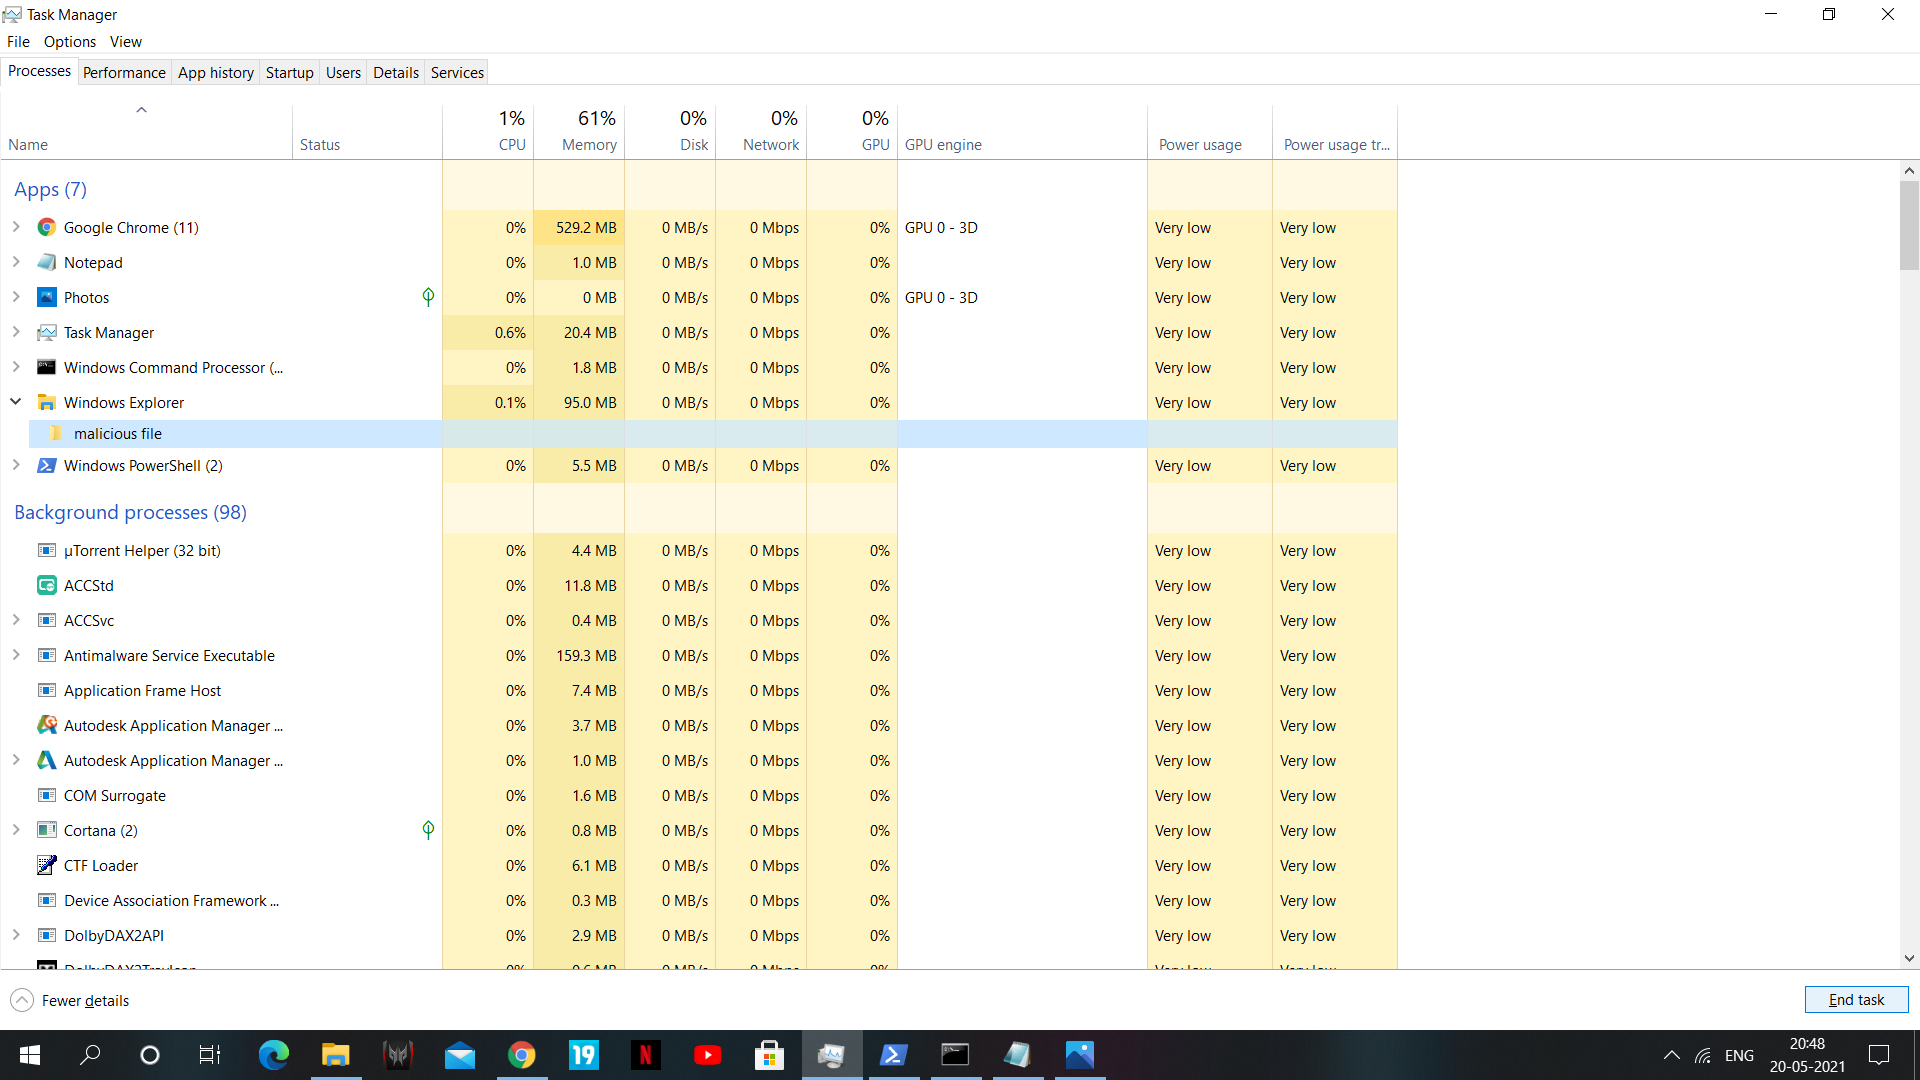 Task Manager
File Options View
Processes Performance App history Startup Users Details Services
1% 61% 0% 0% 0%
Name Status CPU Memory Disk Network GPU GPU engine Power usage Power usage tr...
Apps (7)
Google Chrome (11) 0% 529.2 MB 0 MB/s 0 Mbps 0% GPU 0 - 3D Very low Very low
Notepad 0% 1.0 MB 0 MB/s 0 Mbps 0% Very low Very low
Photos 0% 0 MB 0 MB/s 0 Mbps 0% GPU 0 - 3D Very low Very low
Task Manager 0.6% 20.4 MB 0 MB/s 0 Mbps 0% Very low Very low
Windows Command Processor (... 0% 1.8 MB 0 MB/s 0 Mbps 0% Very low Very low
Windows Explorer 0.1% 95.0 MB 0 MB/s 0 Mbps 0% Very low Very low
malicious file
Windows PowerShell (2) 0% 5.5 MB 0 MB/s 0 Mbps 0% Very low Very low
Background processes (98)
µTorrent Helper (32 bit) 0% 4.4 MB 0 MB/s 0 Mbps 0% Very low Very low
ACCStd 0% 11.8 MB 0 MB/s 0 Mbps 0% Very low Very low
ACCSvc 0% 0.4 MB 0 MB/s 0 Mbps 0% Very low Very low
Antimalware Service Executable 0% 159.3 MB 0 MB/s 0 Mbps 0% Very low Very low
Application Frame Host 0% 7.4 MB 0 MB/s 0 Mbps 0% Very low Very low
Autodesk Application Manager ... 0% 3.7 MB 0 MB/s 0 Mbps 0% Very low Very low
Autodesk Application Manager ... 0% 1.0 MB 0 MB/s 0 Mbps 0% Very low Very low
COM Surrogate 0% 1.6 MB 0 MB/s 0 Mbps 0% Very low Very low
Cortana (2) 0% 0.8 MB 0 MB/s 0 Mbps 0% Very low Very low
CTF Loader 0% 6.1 MB 0 MB/s 0 Mbps 0% Very low Very low
Device Association Framework ... 0% 0.3 MB 0 MB/s 0 Mbps 0% Very low Very low
DolbyDAX2API 0% 2.9 MB 0 MB/s 0 Mbps 0% Very low Very low
Fewer details End task
19 N ENG 20:48
20-05-2021